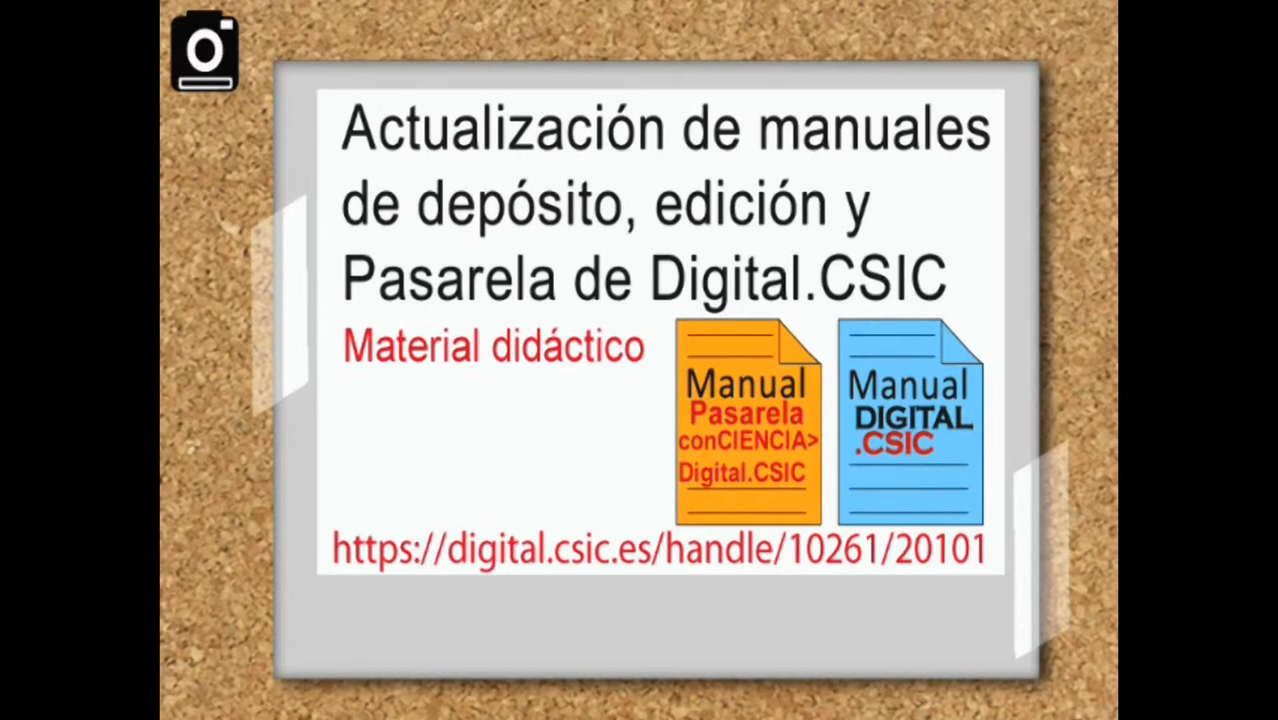 Actualización de manuales
de depósito, edición y
Pasarela de Digital.CSIC
Material didáctico
Manual
Pasarela
conCIENCIA>
Digital.CSIC
Manual
DIGITAL
.CSIC
https://digital.csic.es/handle/10261/20101